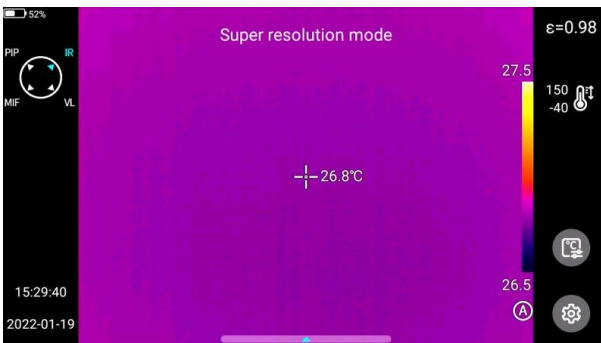 52%
Super resolution mode
ε=0.98
PIP IR
27.5
150
-40
MIF VL
26.8℃
℃
15:29:40
26.5
A
2022-01-19